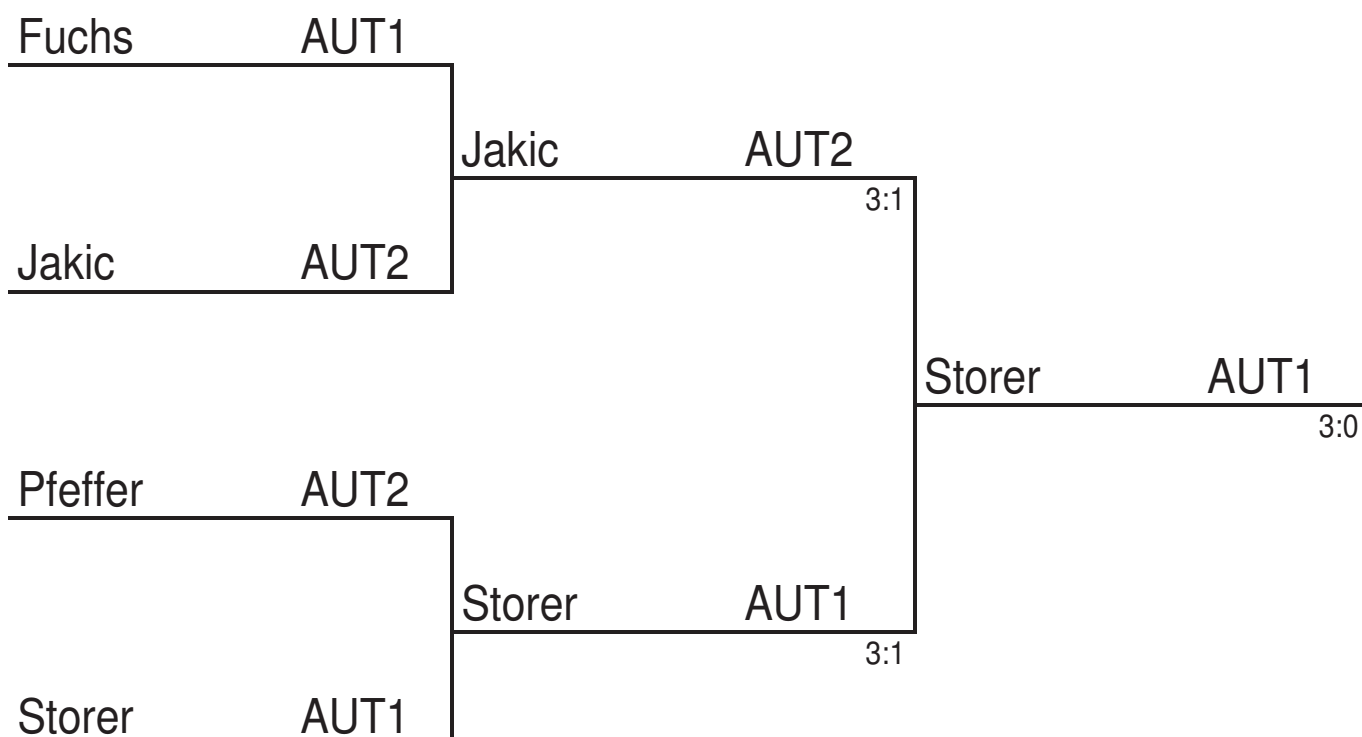 Fuchs AUT1
Jakic AUT2
3:1
Jakic AUT2
Storer AUT1
3:0
Pfeffer AUT2
Storer AUT1
3:1
Storer AUT1